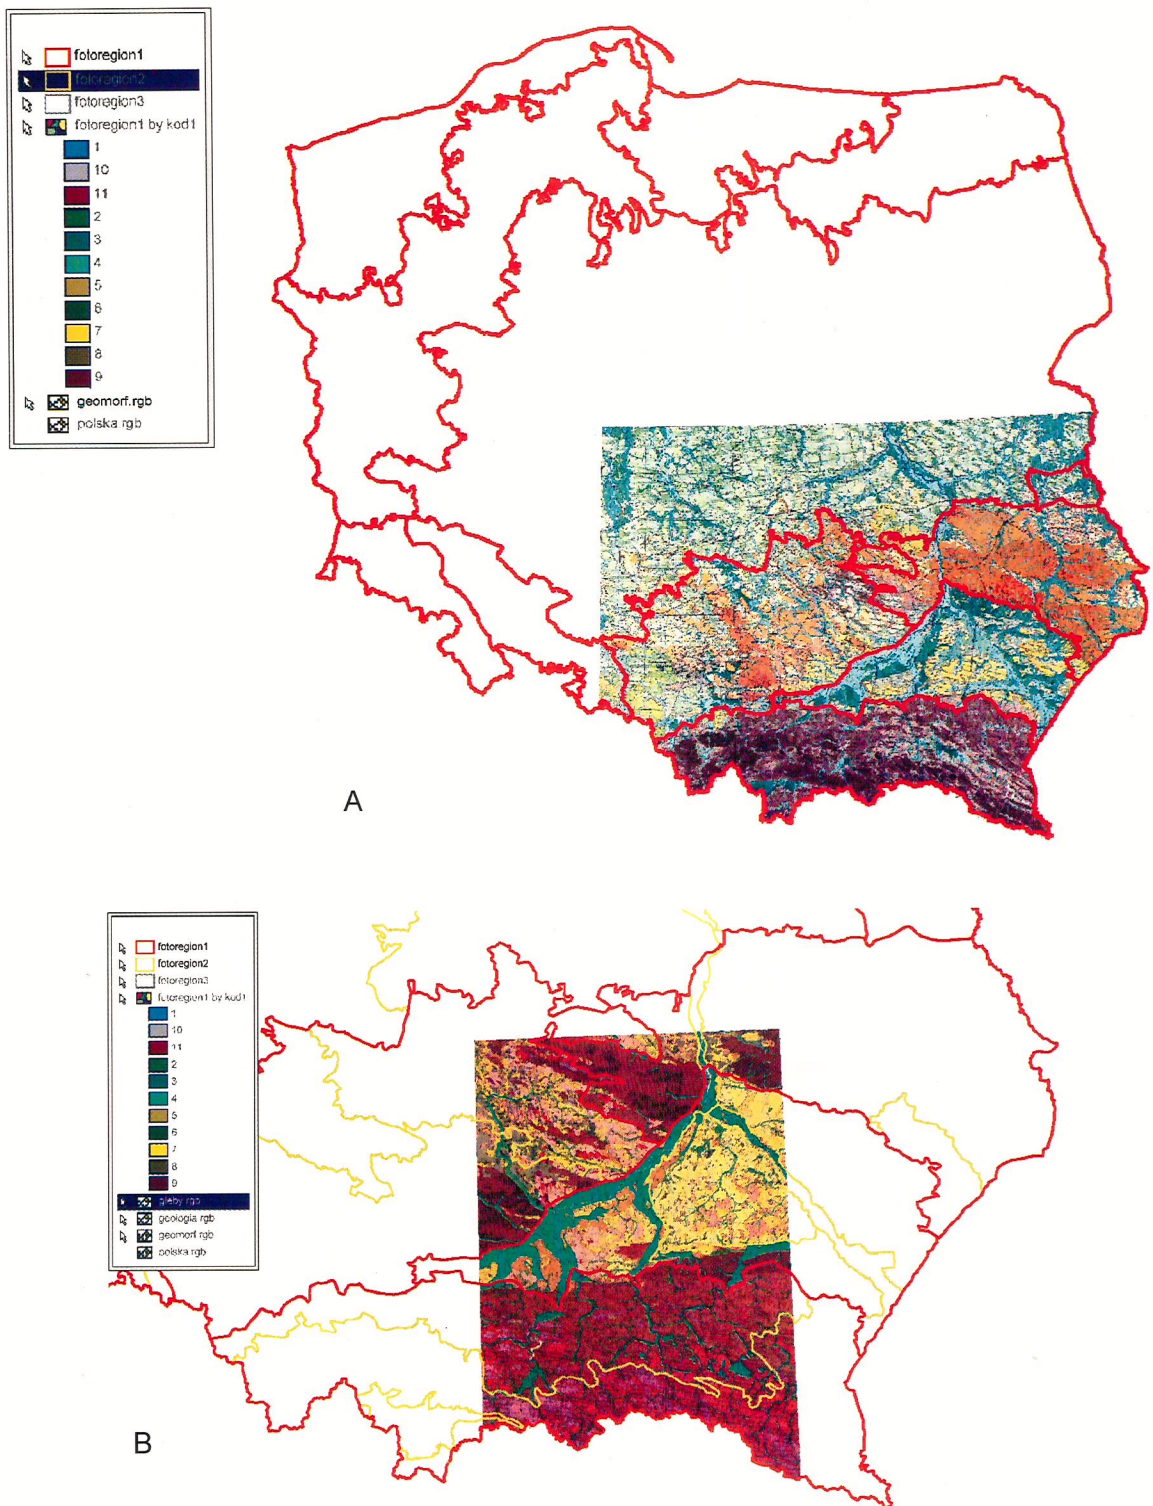 fotoregion1
fotoregion2
fotoregion3
fotoregion1 by kod1
1
10
11
2
3
4
5
6
7
8
9
geomorf.rgb
polska rgb
A
fotoregion1
fotoregion2
fotoregion3
fotoregion1 by kod1
1
10
11
2
3
4
5
6
7
8
9
gleby rgb
geologia rgb
geomorf rgb
polska rgb
B